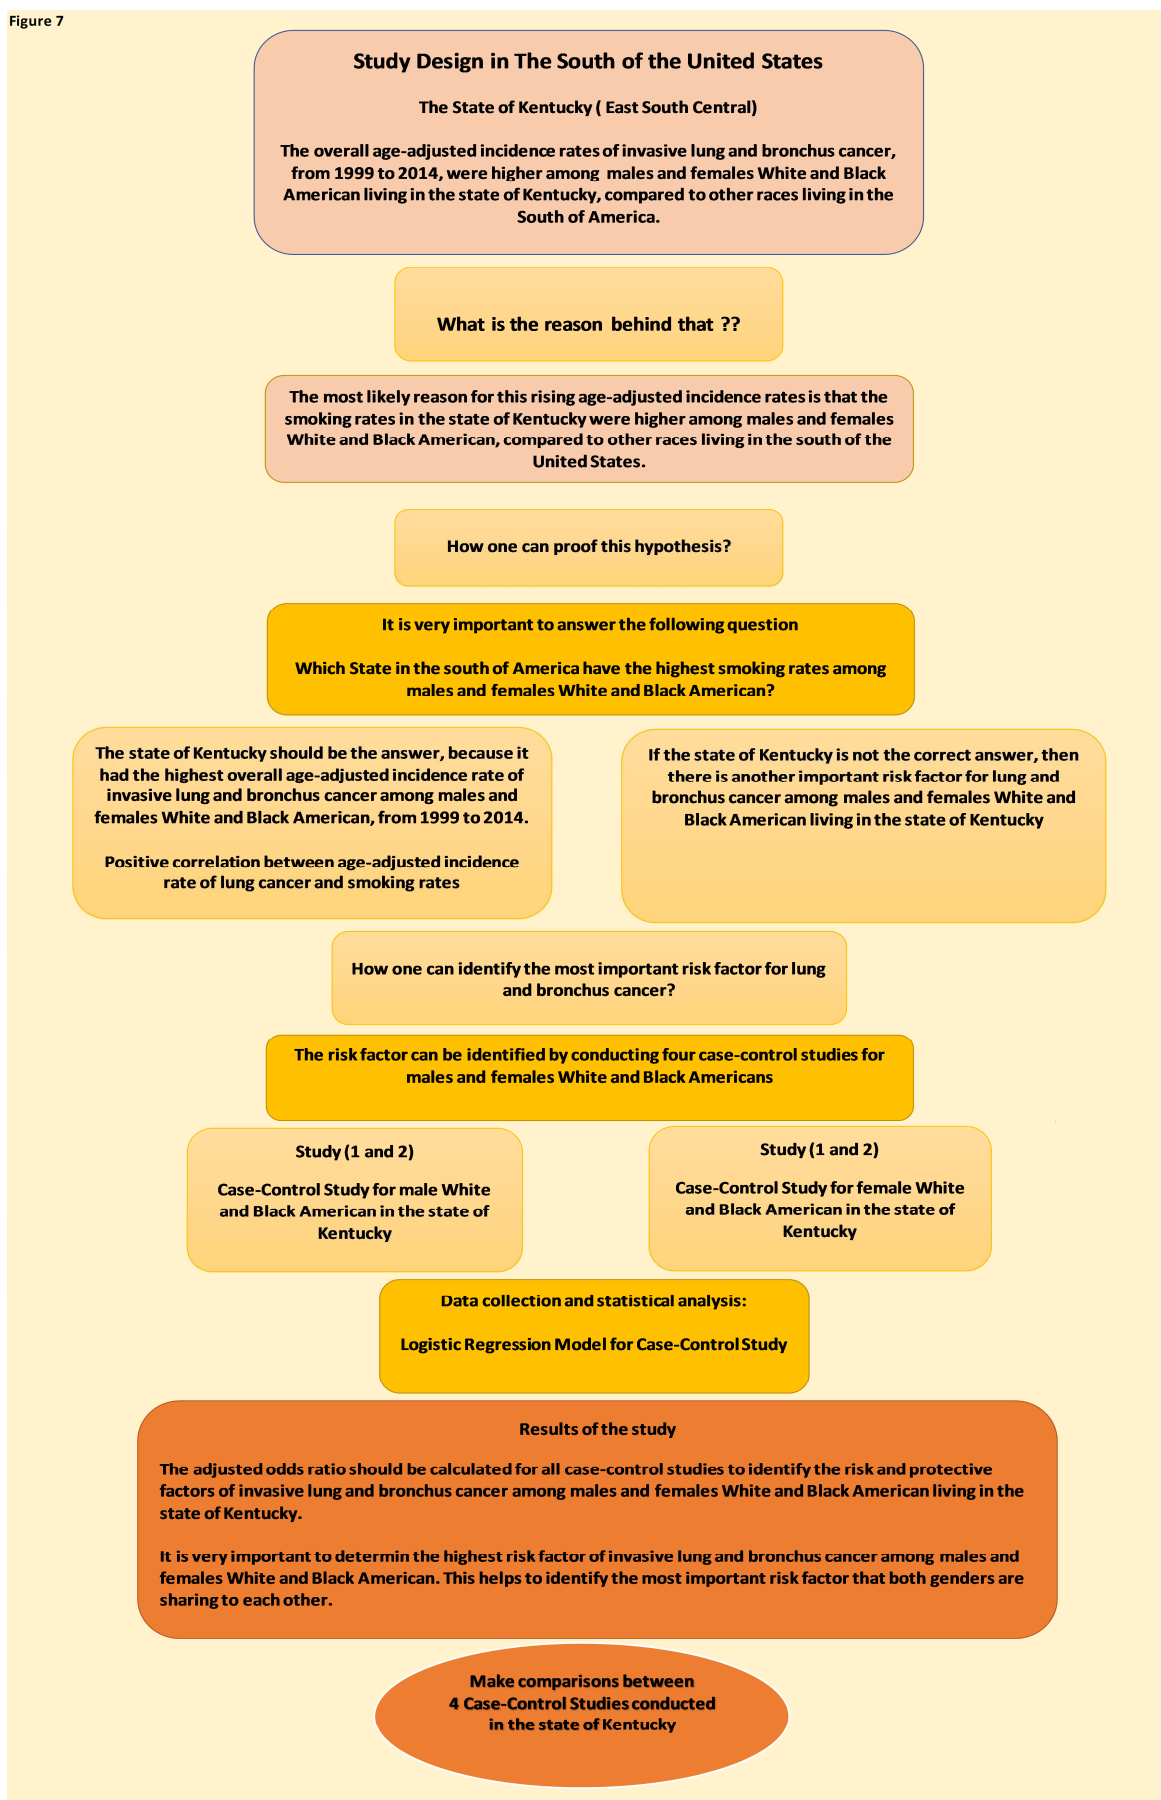 Figure 7
Study Design in The South of the United States
The State of Kentucky ( East South Central)
The overall age-adjusted incidence rates of invasive lung and bronchus cancer,
from 1999 to 2014, were higher among males and females White and Black
American living in the state of Kentucky, compared to other races living in the
South of America.
What is the reason behind that ??
The most likely reason for this rising age-adjusted incidence rates is that the
smoking rates in the state of Kentucky were higher among males and females
White and Black American, compared to other races living in the south of the
United States.
How one can proof this hypothesis?
It is very important to answer the following question
Which State in the south of America have the highest smoking rates among
males and females White and Black American?
The state of Kentucky should be the answer, because it
had the highest overall age-adjusted incidence rate of
invasive lung and bronchus cancer among males and
females White and Black American, from 1999 to 2014.
Positive correlation between age-adjusted incidence
rate of lung cancer and smoking rates
If the state of Kentucky is not the correct answer, then
there is another important risk factor for lung and
bronchus cancer among males and females White and
Black American living in the state of Kentucky
How one can identify the most important risk factor for lung
and bronchus cancer?
The risk factor can be identified by conducting four case-control studies for
males and females White and Black Americans
Study (1 and 2)
Case-Control Study for male White
and Black American in the state of
Kentucky
Study (1 and 2)
Case-Control Study for female White
and Black American in the state of
Kentucky
Data collection and statistical analysis:
Logistic Regression Model for Case-Control Study
Results of the study
The adjusted odds ratio should be calculated for all case-control studies to identify the risk and protective
factors of invasive lung and bronchus cancer among males and females White and Black American living in the
state of Kentucky.
It is very important to determin the highest risk factor of invasive lung and bronchus cancer among males and
females White and Black American. This helps to identify the most important risk factor that both genders are
sharing to each other.
Make comparisons between
4 Case-Control Studies conducted
in the state of Kentucky